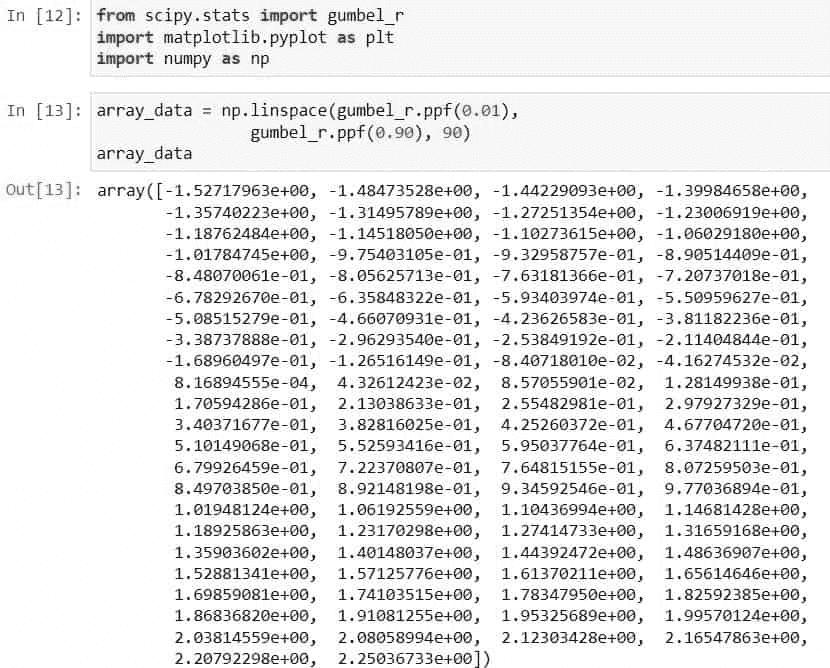 In [12]: from scipy.stats import gumbel_r
import matplotlib.pyplot as plt
import numpy as np
In [13]: array_data = np.linspace(gumbel_r.ppf(0.01),
gumbel_r.ppf(0.90), 90)
array_data
Out[13]: array([-1.52717963e+00, -1.48473528e+00, -1.44229093e+00, -1.39984658e+00,
-1.35740223e+00, -1.31495789e+00, -1.27251354e+00, -1.23006919e+00,
-1.18762484e+00, -1.14518050e+00, -1.10273615e+00, -1.06029180e+00,
-1.01784745e+00, -9.75403105e-01, -9.32958757e-01, -8.90514409e-01,
-8.48070061e-01, -8.05625713e-01, -7.63181366e-01, -7.20737018e-01,
-6.78292670e-01, -6.35848322e-01, -5.93403974e-01, -5.50959627e-01,
-5.08515279e-01, -4.66070931e-01, -4.23626583e-01, -3.81182236e-01,
-3.38737888e-01, -2.96293540e-01, -2.53849192e-01, -2.11404844e-01,
-1.68960497e-01, -1.26516149e-01, -8.40718010e-02, -4.16274532e-02,
8.16894555e-04, 4.32612423e-02, 8.57055901e-02, 1.28149938e-01,
1.70594286e-01, 2.13038633e-01, 2.55482981e-01, 2.97927329e-01,
3.40371677e-01, 3.82816025e-01, 4.25260372e-01, 4.67704720e-01,
5.10149068e-01, 5.52593416e-01, 5.95037764e-01, 6.37482111e-01,
6.79926459e-01, 7.22370807e-01, 7.64815155e-01, 8.07259503e-01,
8.49703850e-01, 8.92148198e-01, 9.34592546e-01, 9.77036894e-01,
1.01948124e+00, 1.06192559e+00, 1.10436994e+00, 1.14681428e+00,
1.18925863e+00, 1.23170298e+00, 1.27414733e+00, 1.31659168e+00,
1.35903602e+00, 1.40148037e+00, 1.44392472e+00, 1.48636907e+00,
1.52881341e+00, 1.57125776e+00, 1.61370211e+00, 1.65614646e+00,
1.69859081e+00, 1.74103515e+00, 1.78347950e+00, 1.82592385e+00,
1.86836820e+00, 1.91081255e+00, 1.95325689e+00, 1.99570124e+00,
2.03814559e+00, 2.08058994e+00, 2.12303428e+00, 2.16547863e+00,
2.20792298e+00, 2.25036733e+00])